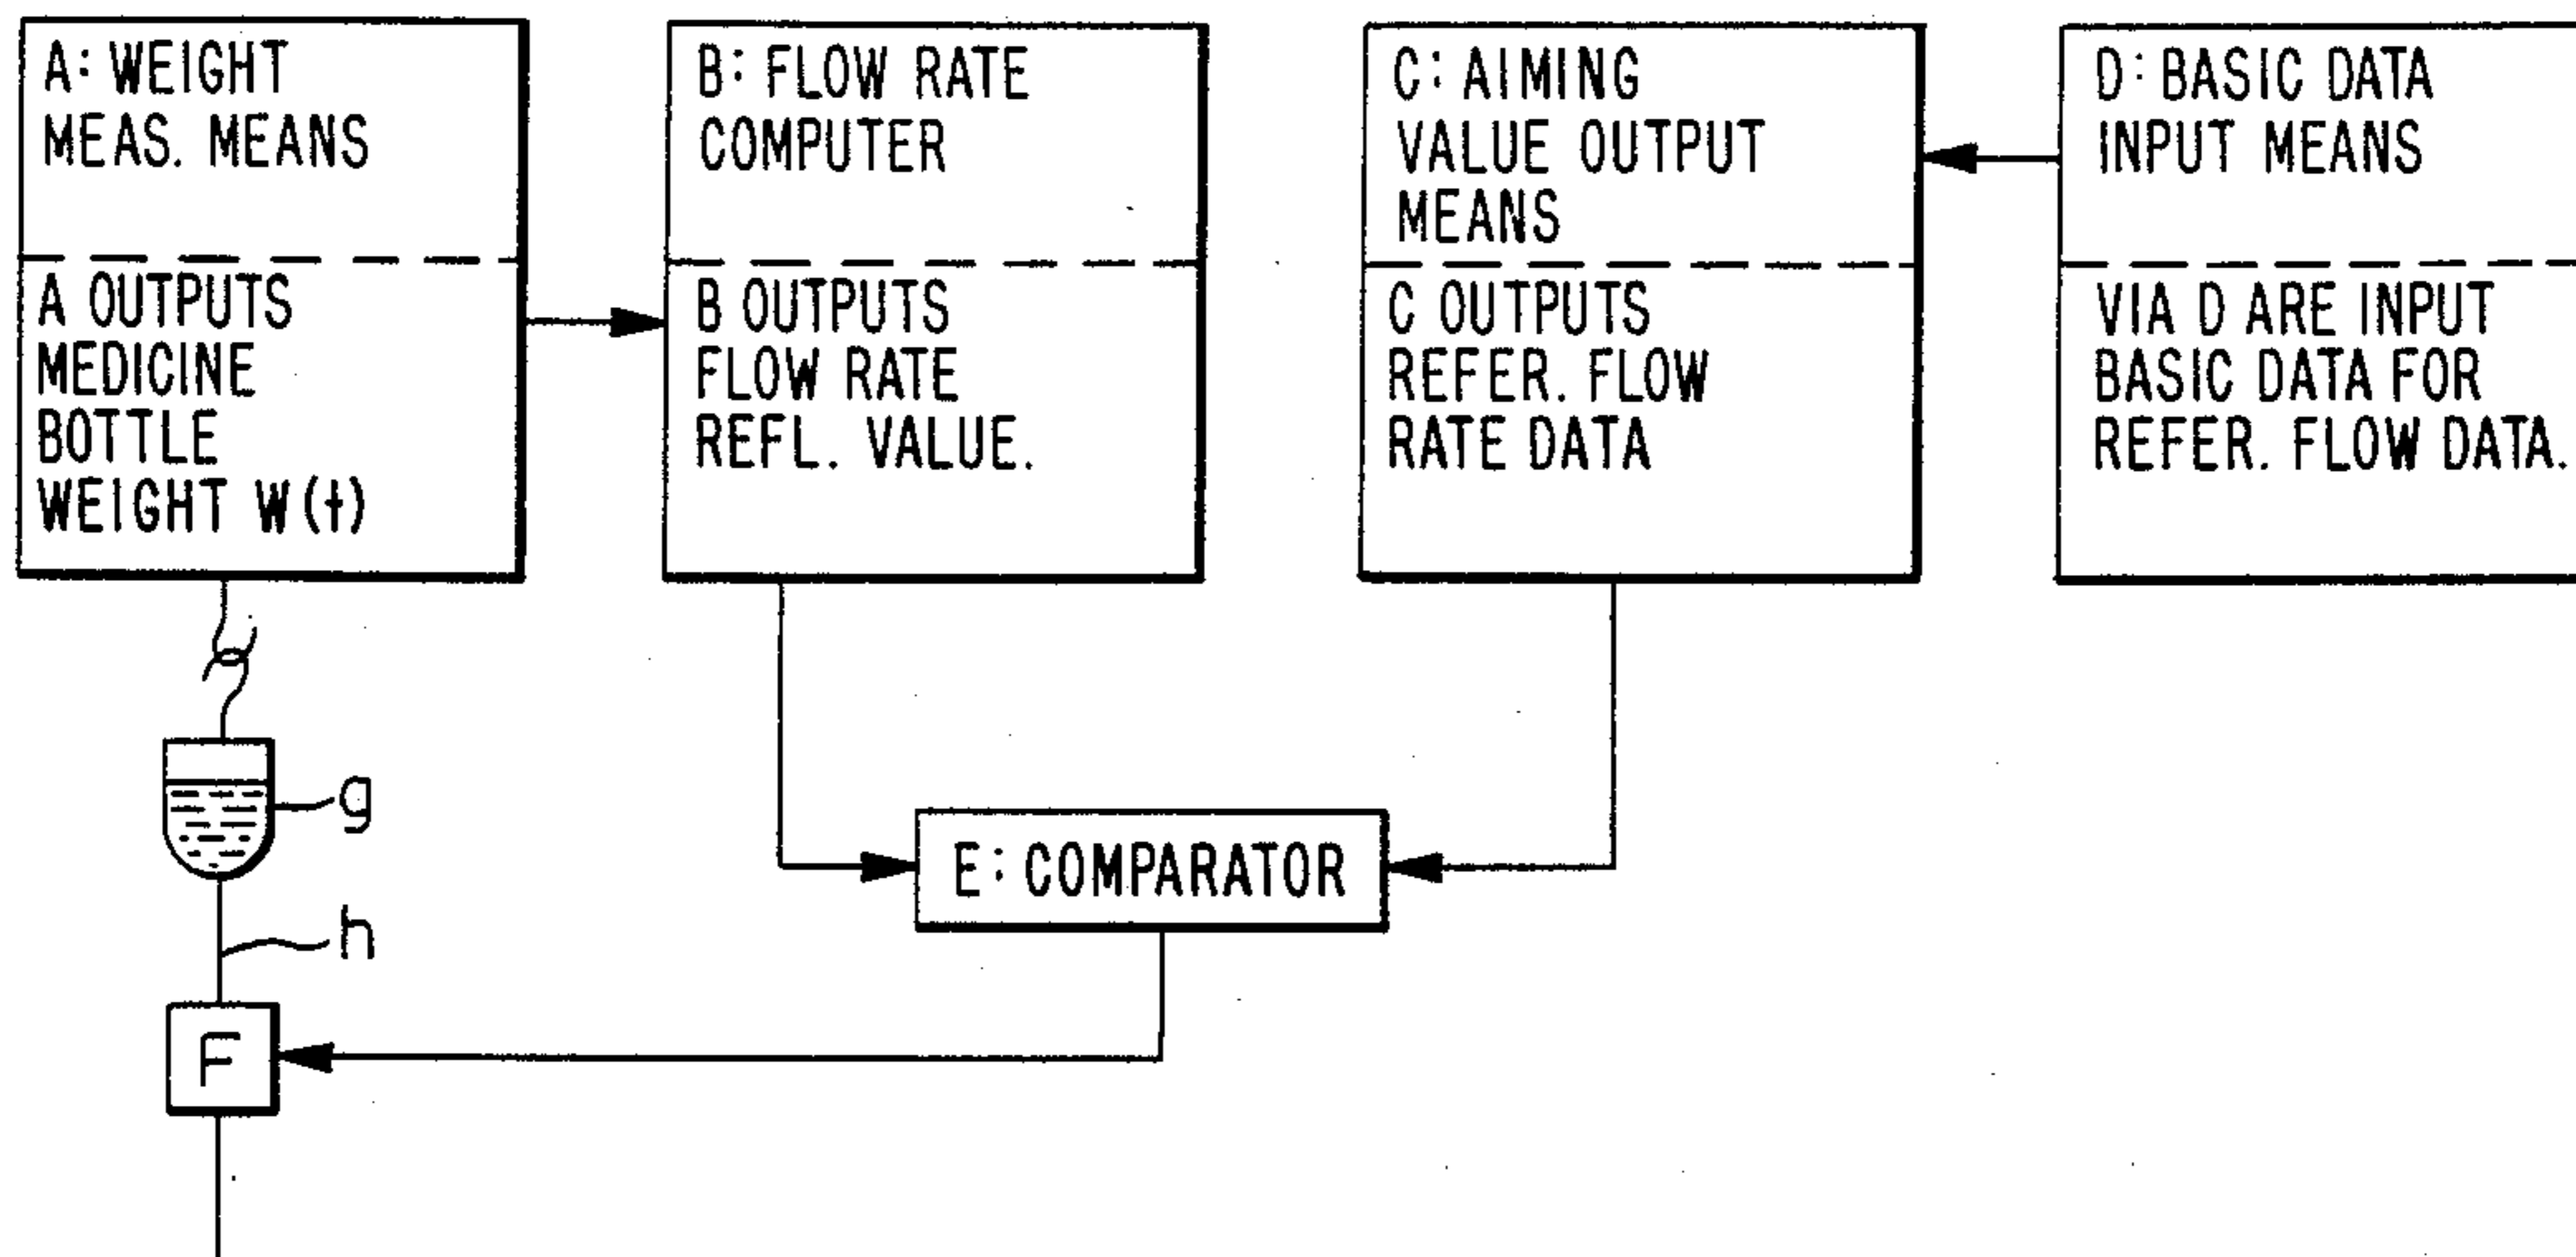 A: WEIGHT
MEAS. MEANS
A OUTPUTS
MEDICINE
BOTTLE
WEIGHT W(t)
B: FLOW RATE
COMPUTER
B OUTPUTS
FLOW RATE
REFL. VALUE.
C: AIMING
VALUE OUTPUT
MEANS
C OUTPUTS
REFER. FLOW
RATE DATA
D: BASIC DATA
INPUT MEANS
VIA D ARE INPUT
BASIC DATA FOR
REFER. FLOW DATA.
g
E: COMPARATOR
h
F